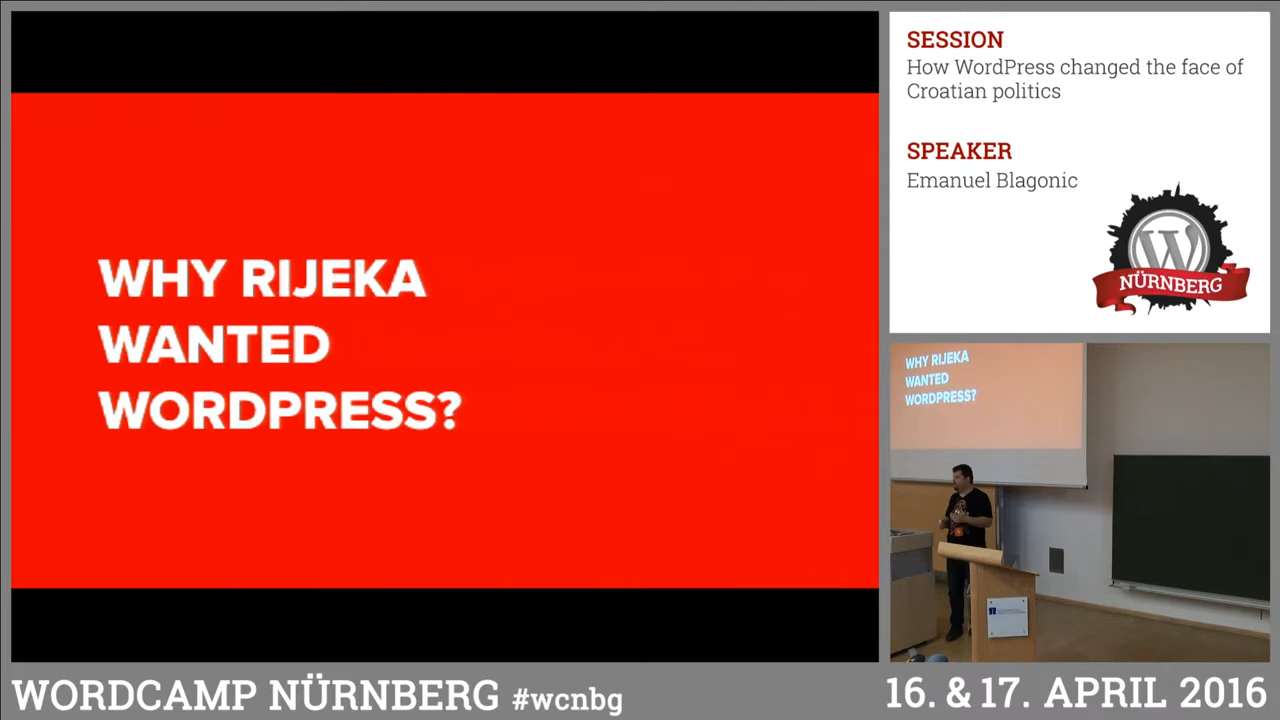 WHY RIJEKA
WANTED
WORDPRESS?
SESSION
How WordPress changed the face of
Croatian politics
SPEAKER
Emanuel Blagonic
W
NÜRNBERG
WHY RIJEKA
WANTED
WORDPRESS?
WORDCAMP NÜRNBERG #wcnbg
16. & 17. APRIL 2016